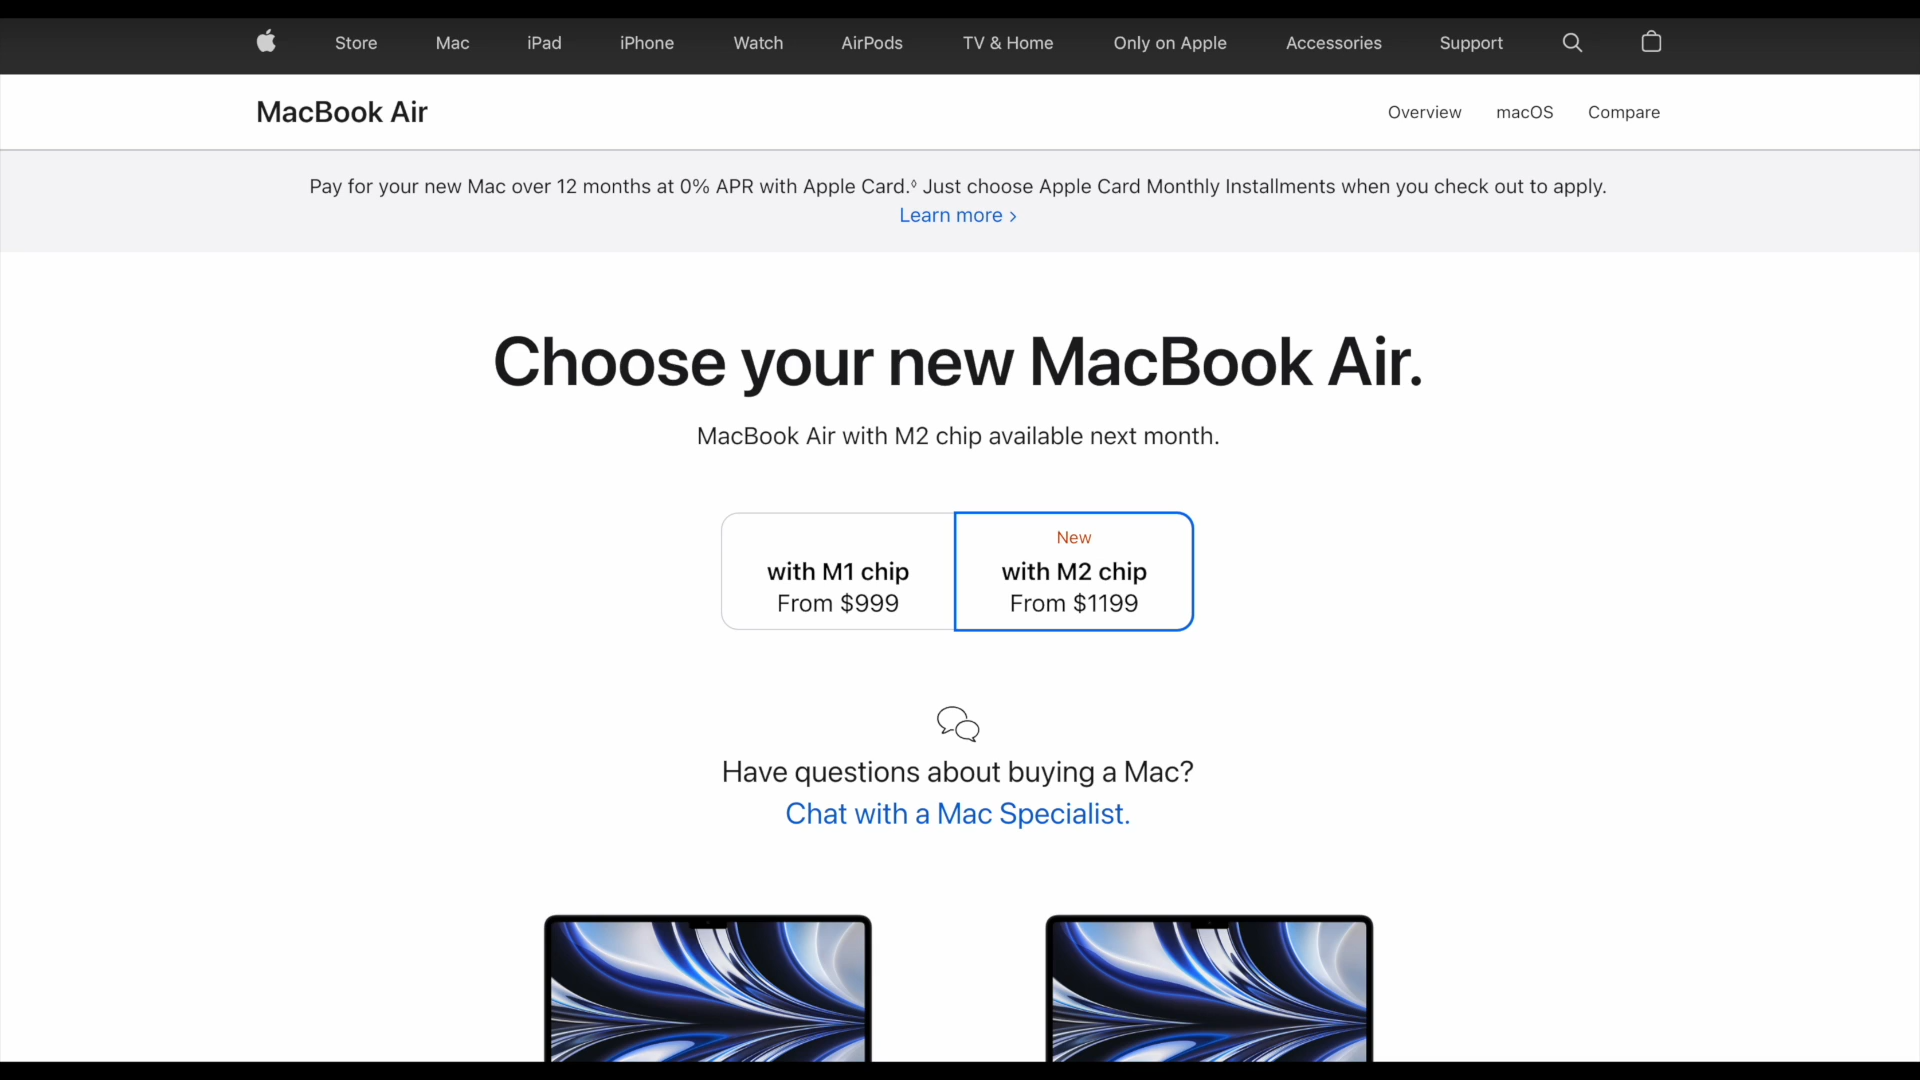 Store Mac iPad iPhone Watch AirPods TV & Home Only on Apple Accessories Support
MacBook Air
Overview macOS Compare
Pay for your new Mac over 12 months at 0% APR with Apple Card.◊ Just choose Apple Card Monthly Installments when you check out to apply.
Learn more >
Choose your new MacBook Air.
MacBook Air with M2 chip available next month.
with M1 chip
From $999
New
with M2 chip
From $1199
Have questions about buying a Mac?
Chat with a Mac Specialist.